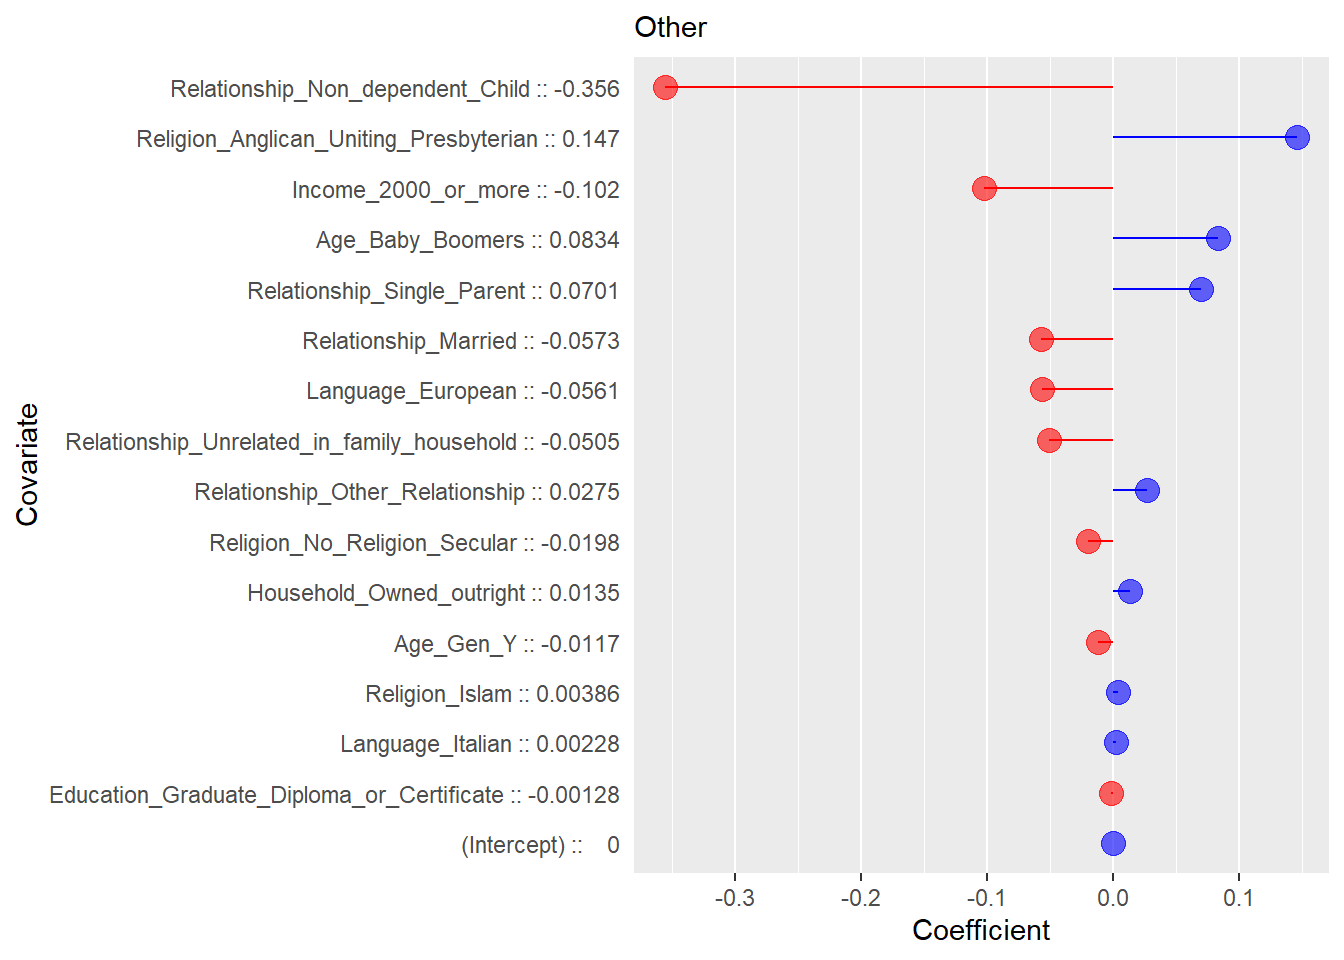 Other
Relationship_Non_dependent_Child :: -0.356
Religion_Anglican_Uniting_Presbyterian :: 0.147
Income_2000_or_more :: -0.102
Age_Baby_Boomers :: 0.0834
Relationship_Single_Parent :: 0.0701
Relationship_Married :: -0.0573
Language_European :: -0.0561
Relationship_Unrelated_in_family_household :: -0.0505
Relationship_Other_Relationship :: 0.0275
Religion_No_Religion_Secular :: -0.0198
Household_Owned_outright :: 0.0135
Age_Gen_Y :: -0.0117
Religion_Islam :: 0.00386
Language_Italian :: 0.00228
Education_Graduate_Diploma_or_Certificate :: -0.00128
(Intercept) ::    0
Covariate
-0.3 -0.2 -0.1 0.0 0.1
Coefficient